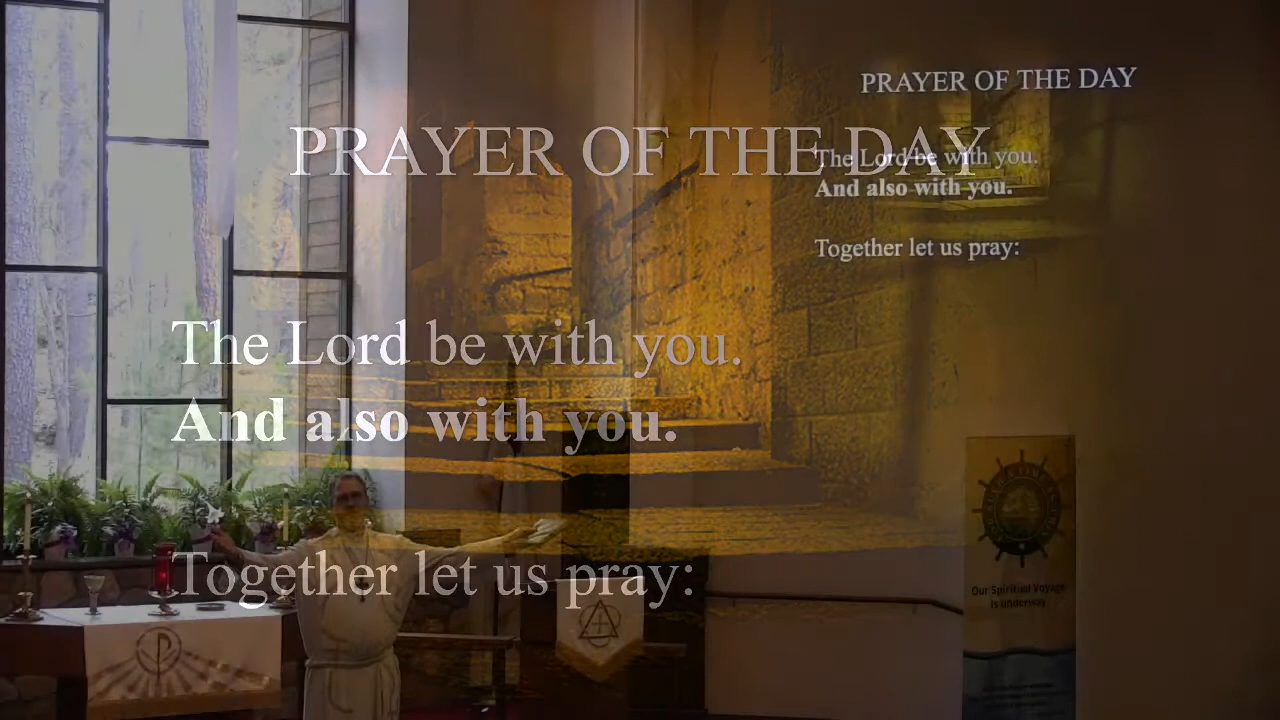 PRAYER OF THE DAY
The Lord be with you.
And also with you.
Together let us pray:
PRAYER OF THE DAY
The Lord be with you.
And also with you.
Together let us pray:
Our Spiritual Voyage
is underway